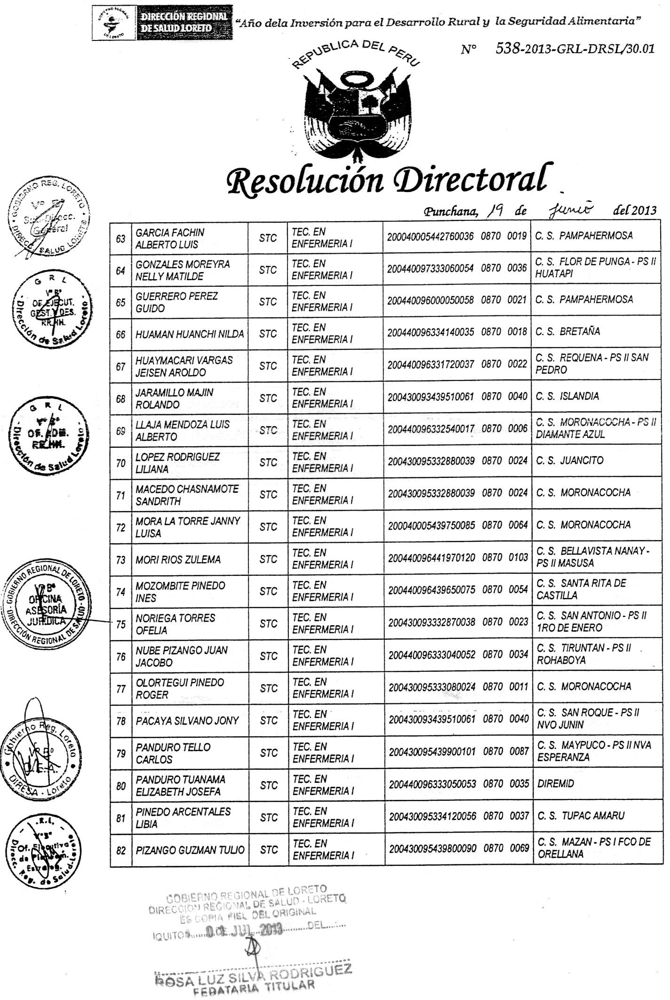 GOBIERNO REGIONAL
DIRECCIÓN REGIONAL
DE SALUD LORETO
"Año dela Inversión para el Desarrollo Rural y la Seguridad Alimentaria"
N° 538-2013-GRL-DRSL/30.01
REPUBLICA DEL PERU
Resolución Directoral
Punchana, 19 de junio del 2013
63 GARCIA FACHIN ALBERTO LUIS STC TEC. EN ENFERMERIA I 200040005442760036 0870 0019 C. S. PAMPAHERMOSA
64 GONZALES MOREYRA NELLY MATILDE STC TEC. EN ENFERMERIA I 200440097333060054 0870 0036 C. S. FLOR DE PUNGA - PS II HUATAPI
65 GUERRERO PEREZ GUIDO STC TEC. EN ENFERMERIA I 200440096000050058 0870 0021 C. S. PAMPAHERMOSA
66 HUAMAN HUANCHI NILDA STC TEC. EN ENFERMERIA I 200440096334140035 0870 0018 C. S. BRETAÑA
67 HUAYMACARI VARGAS JEISEN AROLDO STC TEC. EN ENFERMERIA I 200440096331720037 0870 0022 C. S. REQUENA - PS II SAN PEDRO
68 JARAMILLO MAJIN ROLANDO STC TEC. EN ENFERMERIA I 200430093439510061 0870 0040 C. S. ISLANDIA
69 LLAJA MENDOZA LUIS ALBERTO STC TEC. EN ENFERMERIA I 200440096332540017 0870 0006 C. S. MORONACOCHA - PS II DIAMANTE AZUL
70 LOPEZ RODRIGUEZ LILIANA STC TEC. EN ENFERMERIA I 200430095332880039 0870 0024 C. S. JUANCITO
71 MACEDO CHASNAMOTE SANDRITH STC TEC. EN ENFERMERIA I 200430095332880039 0870 0024 C. S. MORONACOCHA
72 MORA LA TORRE JANNY LUISA STC TEC. EN ENFERMERIA I 200040005439750085 0870 0064 C. S. MORONACOCHA
73 MORI RIOS ZULEMA STC TEC. EN ENFERMERIA I 200440096441970120 0870 0103 C. S. BELLAVISTA NANAY - PS II MASUSA
74 MOZOMBITE PINEDO INES STC TEC. EN ENFERMERIA I 200440096439650075 0870 0054 C. S. SANTA RITA DE CASTILLA
75 NORIEGA TORRES OFELIA STC TEC. EN ENFERMERIA I 200430093332870038 0870 0023 C. S. SAN ANTONIO - PS II 1RO DE ENERO
76 NUBE PIZANGO JUAN JACOBO STC TEC. EN ENFERMERIA I 200440096333040052 0870 0034 C. S. TIRUNTAN - PS II ROHABOYA
77 OLORTEGUI PINEDO ROGER STC TEC. EN ENFERMERIA I 200430095333080024 0870 0011 C. S. MORONACOCHA
78 PACAYA SILVANO JONY STC TEC. EN ENFERMERIA I 200430093439510061 0870 0040 C. S. SAN ROQUE - PS II NVO JUNIN
79 PANDURO TELLO CARLOS STC TEC. EN ENFERMERIA I 200430095439900101 0870 0087 C. S. MAYPUCO - PS II NVA ESPERANZA
80 PANDURO TUANAMA ELIZABETH JOSEFA STC TEC. EN ENFERMERIA I 200440096333050053 0870 0035 DIREMID
81 PINEDO ARCENTALES LIBIA STC TEC. EN ENFERMERIA I 200430095334120056 0870 0037 C. S. TUPAC AMARU
82 PIZANGO GUZMAN TULIO STC TEC. EN ENFERMERIA I 200430095439800090 0870 0069 C. S. MAZAN - PS I FCO DE ORELLANA
GOBIERNO REG. LORETO
Vº Bº
Sub Direcc.
General
DIRECC. SALUD LORETO
G R L
Vº Bº
OF. EJECUT.
GEST. Y DES.
RR.HH.
Dirección de Salud Loreto
G R L
Vº Bº
OF. ADM.
RR.HH.
Dirección de Salud Loreto
GOBIERNO REGIONAL DE LORETO
Vº Bº
OFICINA
ASESORÍA
JURIDICA
DIRECCIÓN REGIONAL DE SALUD
Gobierno Reg. Loreto
Vº Bº
O.E.A.
DIRESA - Loreto
.R.L.
VºBº
Of. Ejecutiva
de Planeam.
Estrateg.
Direcc. Reg. de Salud-Loreto
GOBIERNO REGIONAL DE LORETO
DIRECCION REGIONAL DE SALUD - LORETO
ES COPIA FIEL DEL ORIGINAL
IQUITOS JUL 2013 DEL
ROSA LUZ SILVA RODRIGUEZ
FEDATARIA TITULAR